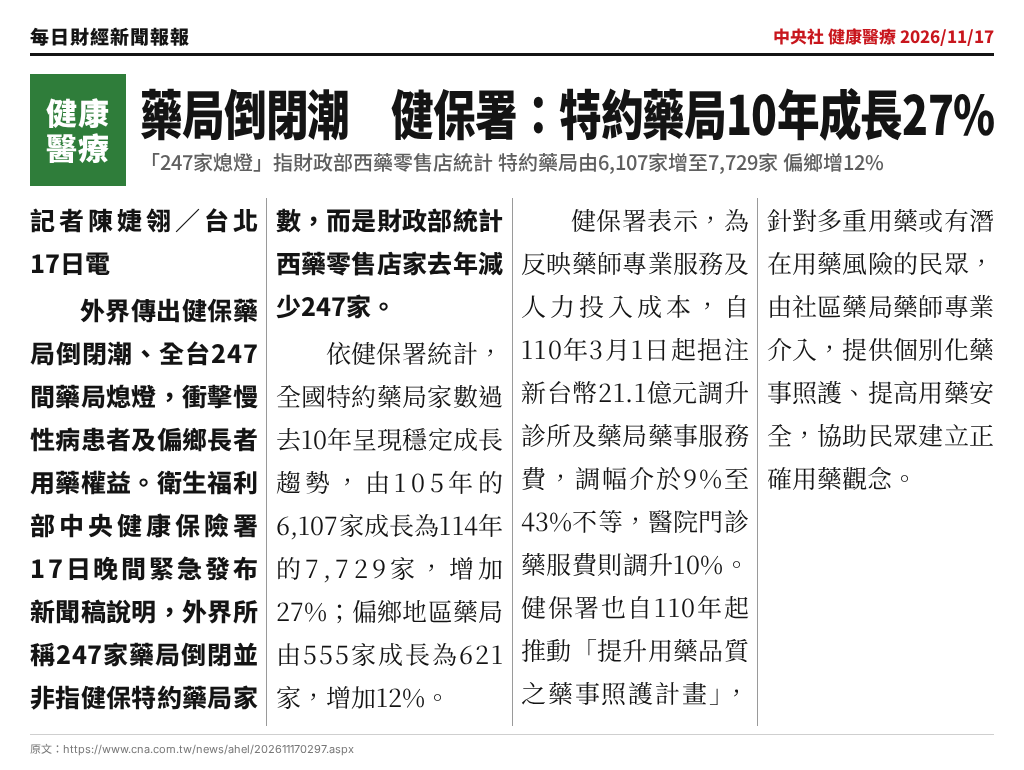 每日財經新聞報報
中央社 健康醫療 2026/11/17
健康
醫療
藥局倒閉潮　健保署：特約藥局10年成長27%
「247家熄燈」指財政部西藥零售店統計 特約藥局由6,107家增至7,729家 偏鄉增12%
記者陳婕翎／台北
17日電
外界傳出健保藥
局倒閉潮、全台247
間藥局熄燈，衝擊慢
性病患者及偏鄉長者
用藥權益。衛生福利
部中央健康保險署
17日晚間緊急發布
新聞稿說明，外界所
稱247家藥局倒閉並
非指健保特約藥局家
數，而是財政部統計
西藥零售店家去年減
少247家。
依健保署統計，
全國特約藥局家數過
去10年呈現穩定成長
趨勢，由105年的
6,107家成長為114年
的7,729家，增加
27%；偏鄉地區藥局
由555家成長為621
家，增加12%。
健保署表示，為
反映藥師專業服務及
人力投入成本，自
110年3月1日起挹注
新台幣21.1億元調升
診所及藥局藥事服務
費，調幅介於9%至
43%不等，醫院門診
藥服費則調升10%。
健保署也自110年起
推動「提升用藥品質
之藥事照護計畫」，
針對多重用藥或有潛
在用藥風險的民眾，
由社區藥局藥師專業
介入，提供個別化藥
事照護、提高用藥安
全，協助民眾建立正
確用藥觀念。
原文：https://www.cna.com.tw/news/ahel/202611170297.aspx